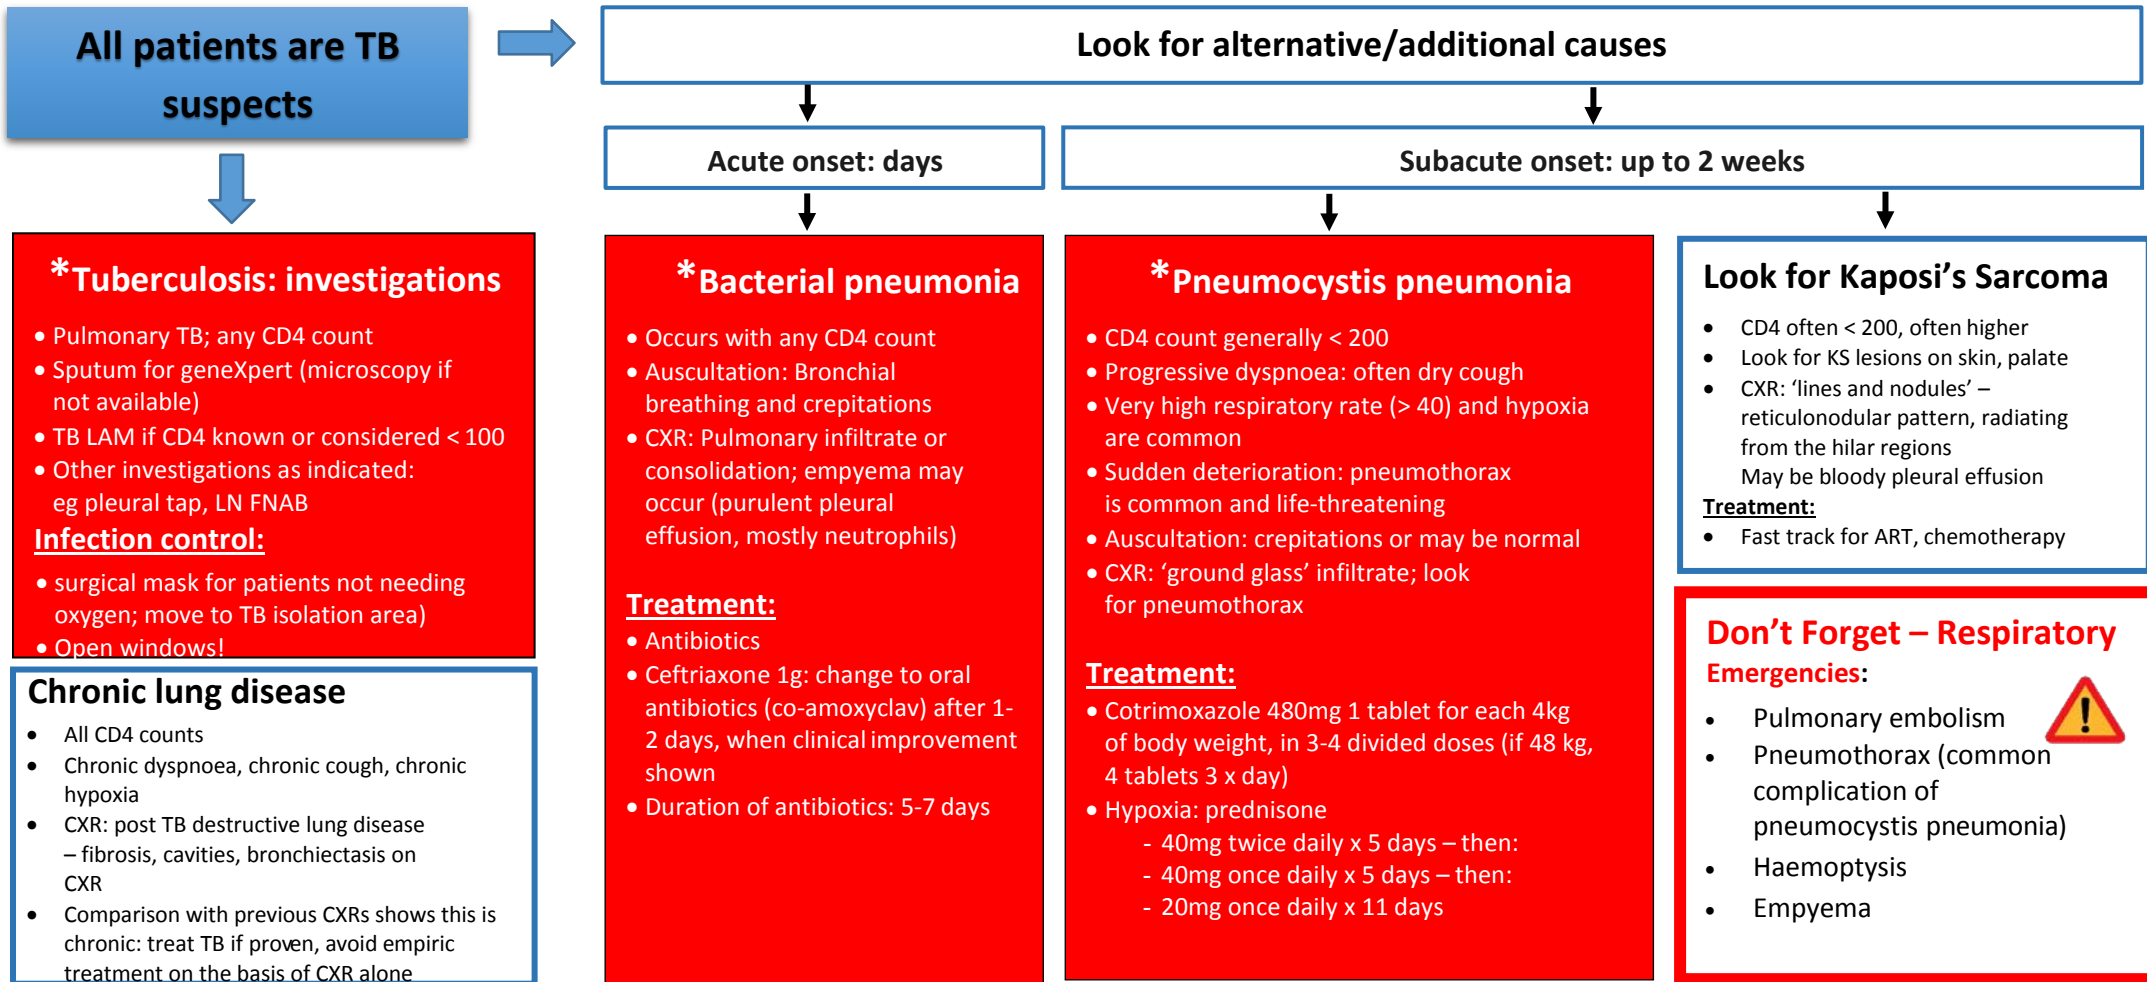 All patients are TB
suspects
Look for alternative/additional causes
Acute onset: days
Subacute onset: up to 2 weeks
*Tuberculosis: investigations
• Pulmonary TB; any CD4 count
• Sputum for geneXpert (microscopy if
not available)
• TB LAM if CD4 known or considered < 100
• Other investigations as indicated:
eg pleural tap, LN FNAB
Infection control:
• surgical mask for patients not needing
oxygen; move to TB isolation area)
• Open windows!
Chronic lung disease
• All CD4 counts
• Chronic dyspnoea, chronic cough, chronic
hypoxia
• CXR: post TB destructive lung disease
– fibrosis, cavities, bronchiectasis on
CXR
• Comparison with previous CXRs shows this is
chronic: treat TB if proven, avoid empiric
treatment on the basis of CXR alone
*Bacterial pneumonia
• Occurs with any CD4 count
• Auscultation: Bronchial
breathing and crepitations
• CXR: Pulmonary infiltrate or
consolidation; empyema may
occur (purulent pleural
effusion, mostly neutrophils)
Treatment:
• Antibiotics
• Ceftriaxone 1g: change to oral
antibiotics (co-amoxyclav) after 1-
2 days, when clinical improvement
shown
• Duration of antibiotics: 5-7 days
*Pneumocystis pneumonia
• CD4 count generally < 200
• Progressive dyspnoea: often dry cough
• Very high respiratory rate (> 40) and hypoxia
are common
• Sudden deterioration: pneumothorax
is common and life-threatening
• Auscultation: crepitations or may be normal
• CXR: ‘ground glass’ infiltrate; look
for pneumothorax
Treatment:
• Cotrimoxazole 480mg 1 tablet for each 4kg
of body weight, in 3-4 divided doses (if 48 kg,
4 tablets 3 x day)
• Hypoxia: prednisone
- 40mg twice daily x 5 days – then:
- 40mg once daily x 5 days – then:
- 20mg once daily x 11 days
Look for Kaposi’s Sarcoma
• CD4 often < 200, often higher
• Look for KS lesions on skin, palate
• CXR: ‘lines and nodules’ –
reticulonodular pattern, radiating
from the hilar regions
May be bloody pleural effusion
Treatment:
• Fast track for ART, chemotherapy
Don’t Forget – Respiratory
Emergencies:
• Pulmonary embolism
• Pneumothorax (common
complication of
pneumocystis pneumonia)
• Haemoptysis
• Empyema